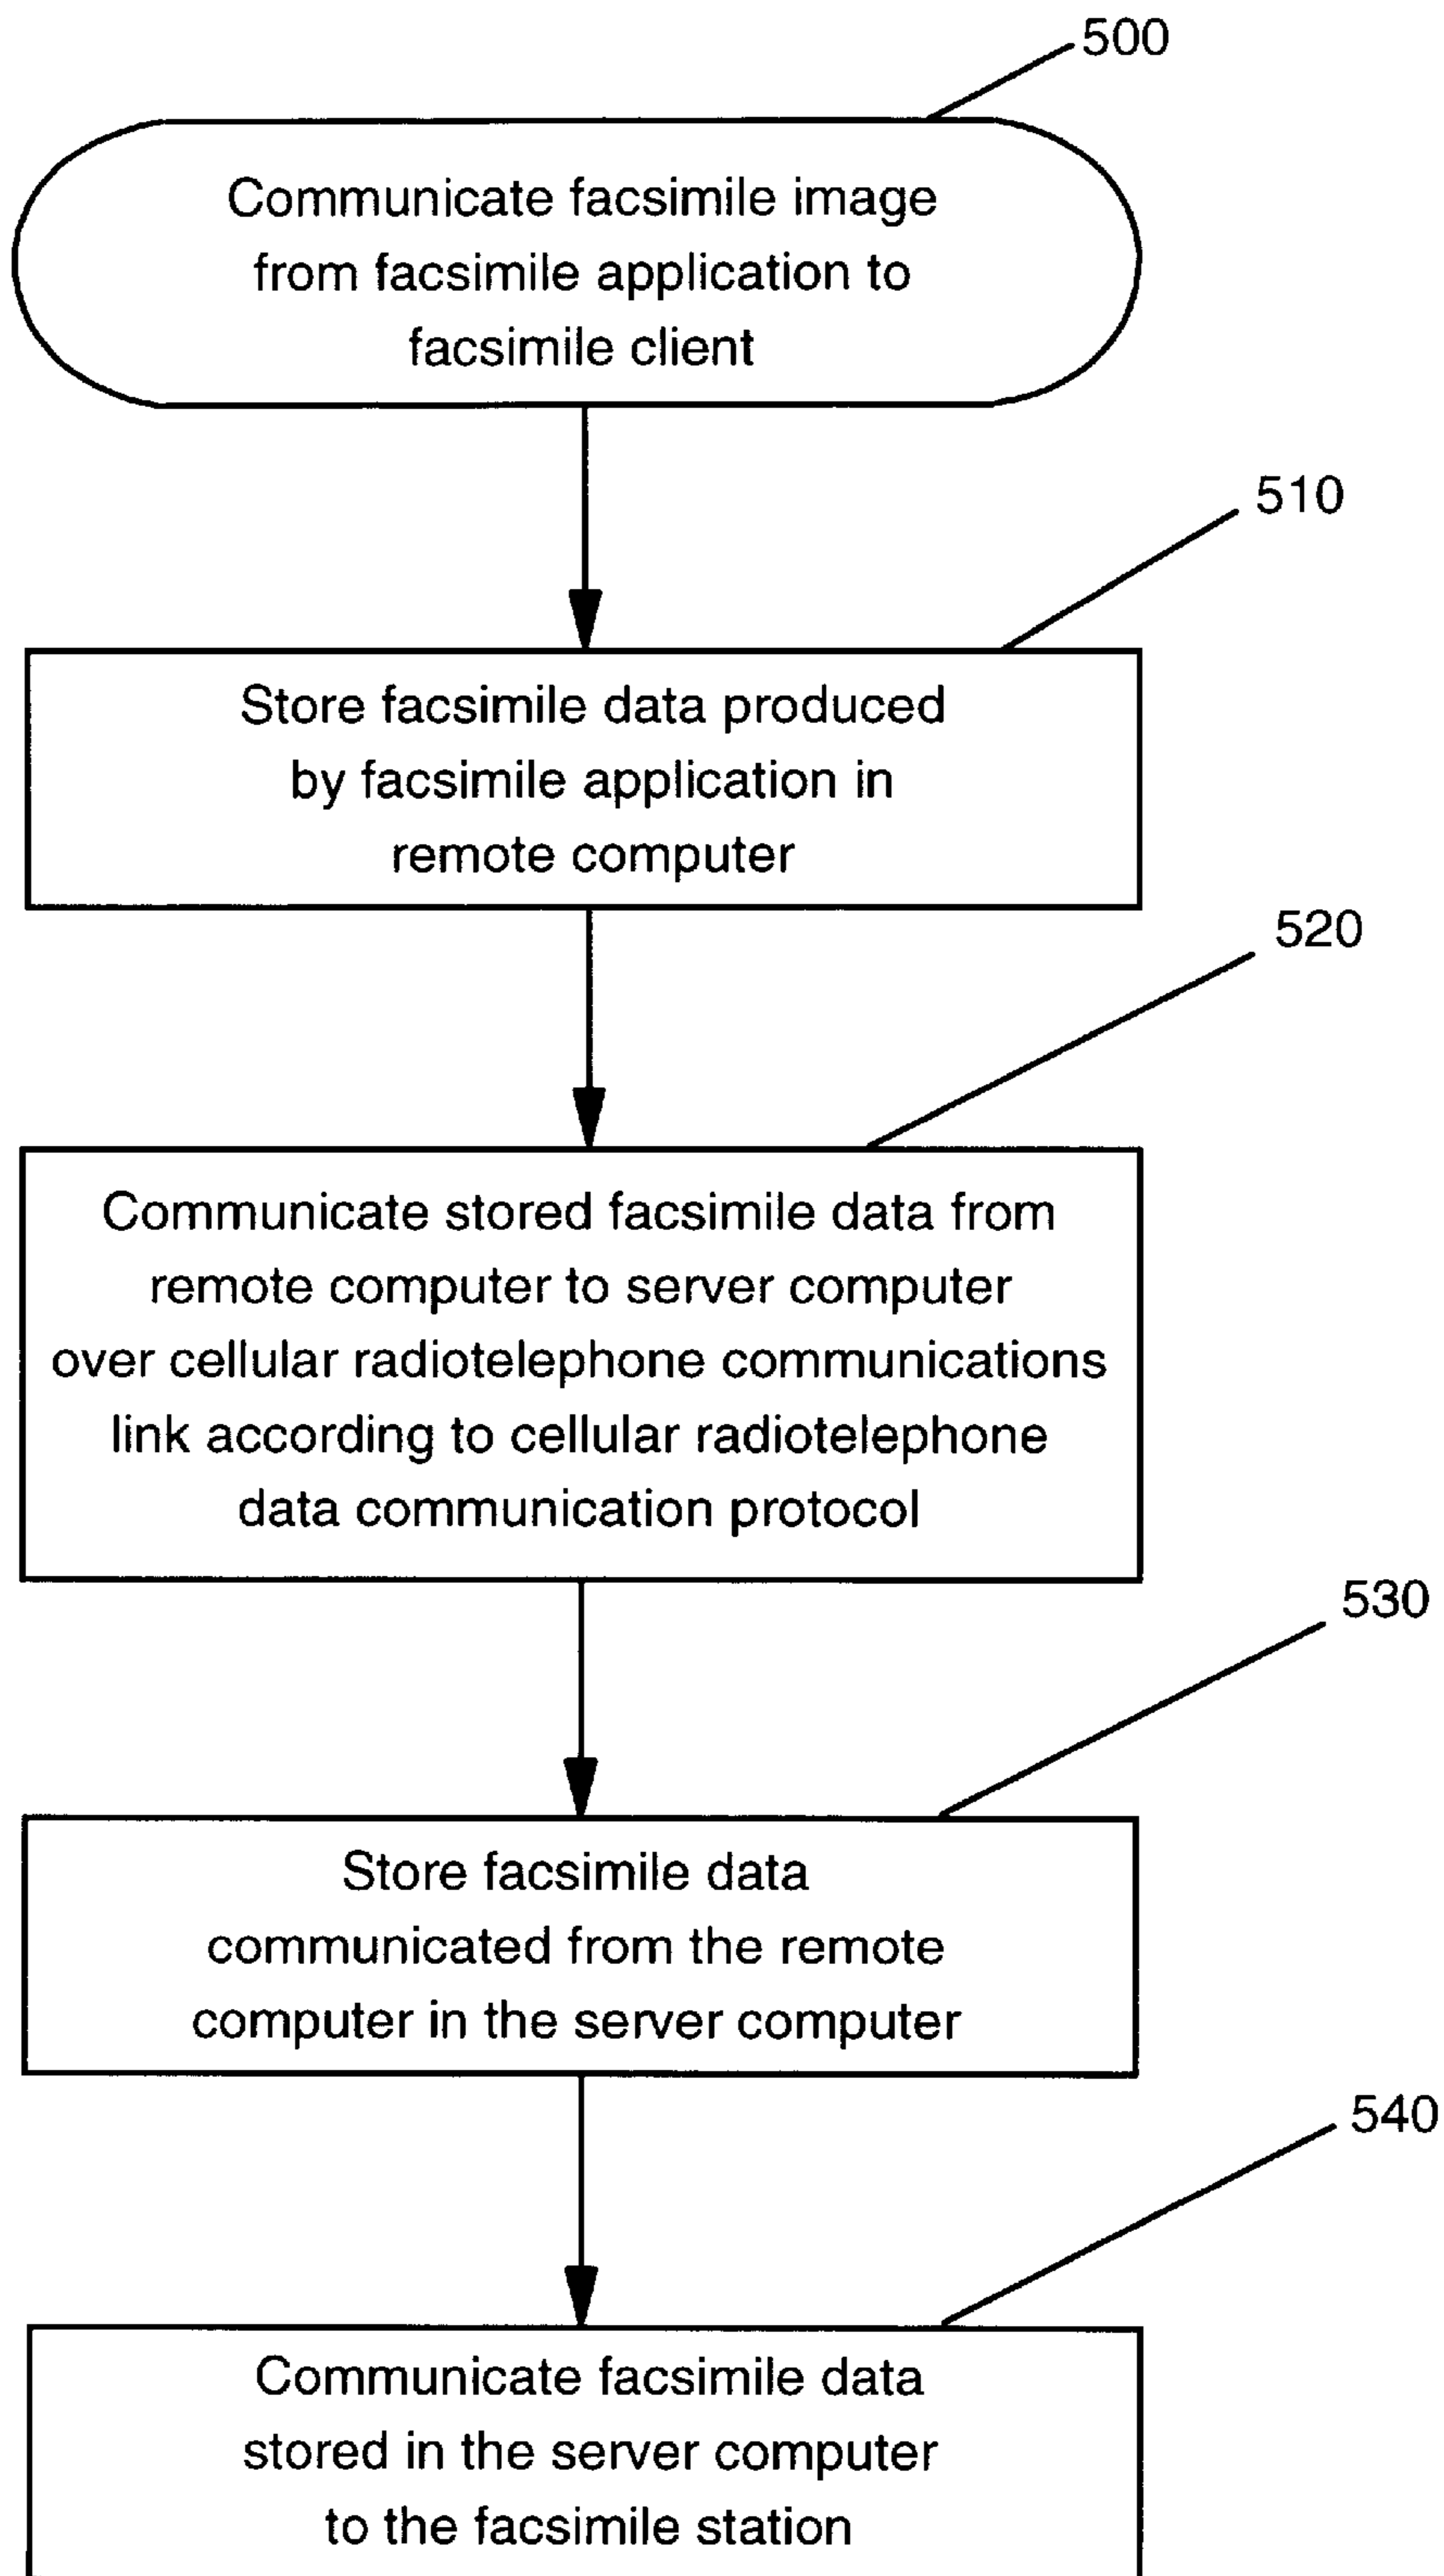 500
Communicate facsimile image
from facsimile application to
facsimile client
510
Store facsimile data produced
by facsimile application in
remote computer
520
Communicate stored facsimile data from
remote computer to server computer
over cellular radiotelephone communications
link according to cellular radiotelephone
data communication protocol
530
Store facsimile data
communicated from the remote
computer in the server computer
540
Communicate facsimile data
stored in the server computer
to the facsimile station